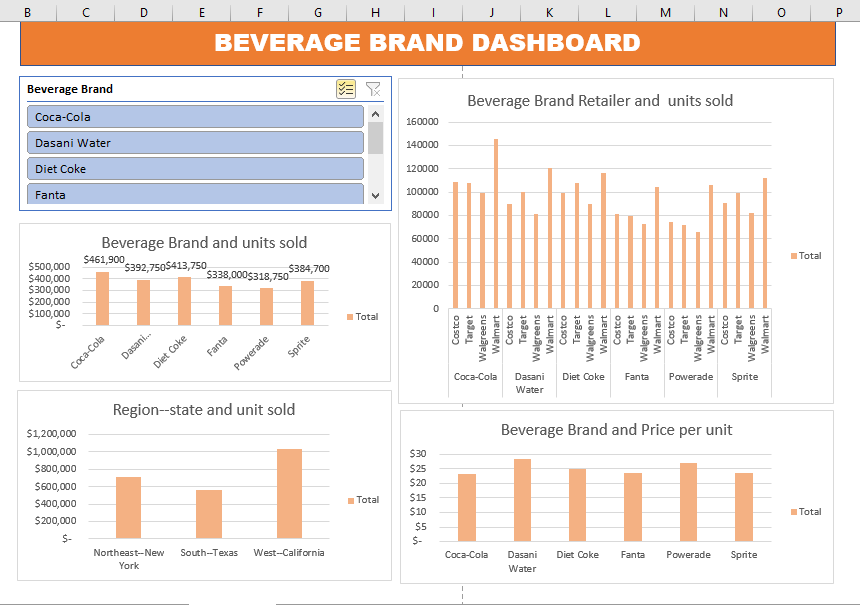 B C D E F G H I J K L M N O P
BEVERAGE BRAND DASHBOARD
Beverage Brand
Coca-Cola
Dasani Water
Diet Coke
Fanta
Beverage Brand and units sold
$461,900
$392,750
$413,750
$338,000
$318,750
$384,700
$500,000
$400,000
$300,000
$200,000
$100,000
$-
Coca-Cola
Dasani...
Diet Coke
Fanta
Powerade
Sprite
Total
Region--state and unit sold
$1,200,000
$1,000,000
$800,000
$600,000
$400,000
$200,000
$-
Northeast--New
York
South--Texas
West--California
Total
Beverage Brand Retailer and  units sold
160000
140000
120000
100000
80000
60000
40000
20000
0
Costco
Target
Walgreens
Walmart
Costco
Target
Walgreens
Walmart
Costco
Target
Walgreens
Walmart
Costco
Target
Walgreens
Walmart
Costco
Target
Walgreens
Walmart
Costco
Target
Walgreens
Walmart
Coca-Cola
Dasani
Water
Diet Coke
Fanta
Powerade
Sprite
Total
Beverage Brand and Price per unit
$30
$25
$20
$15
$10
$5
$-
Coca-Cola
Dasani
Water
Diet Coke
Fanta
Powerade
Sprite
Total